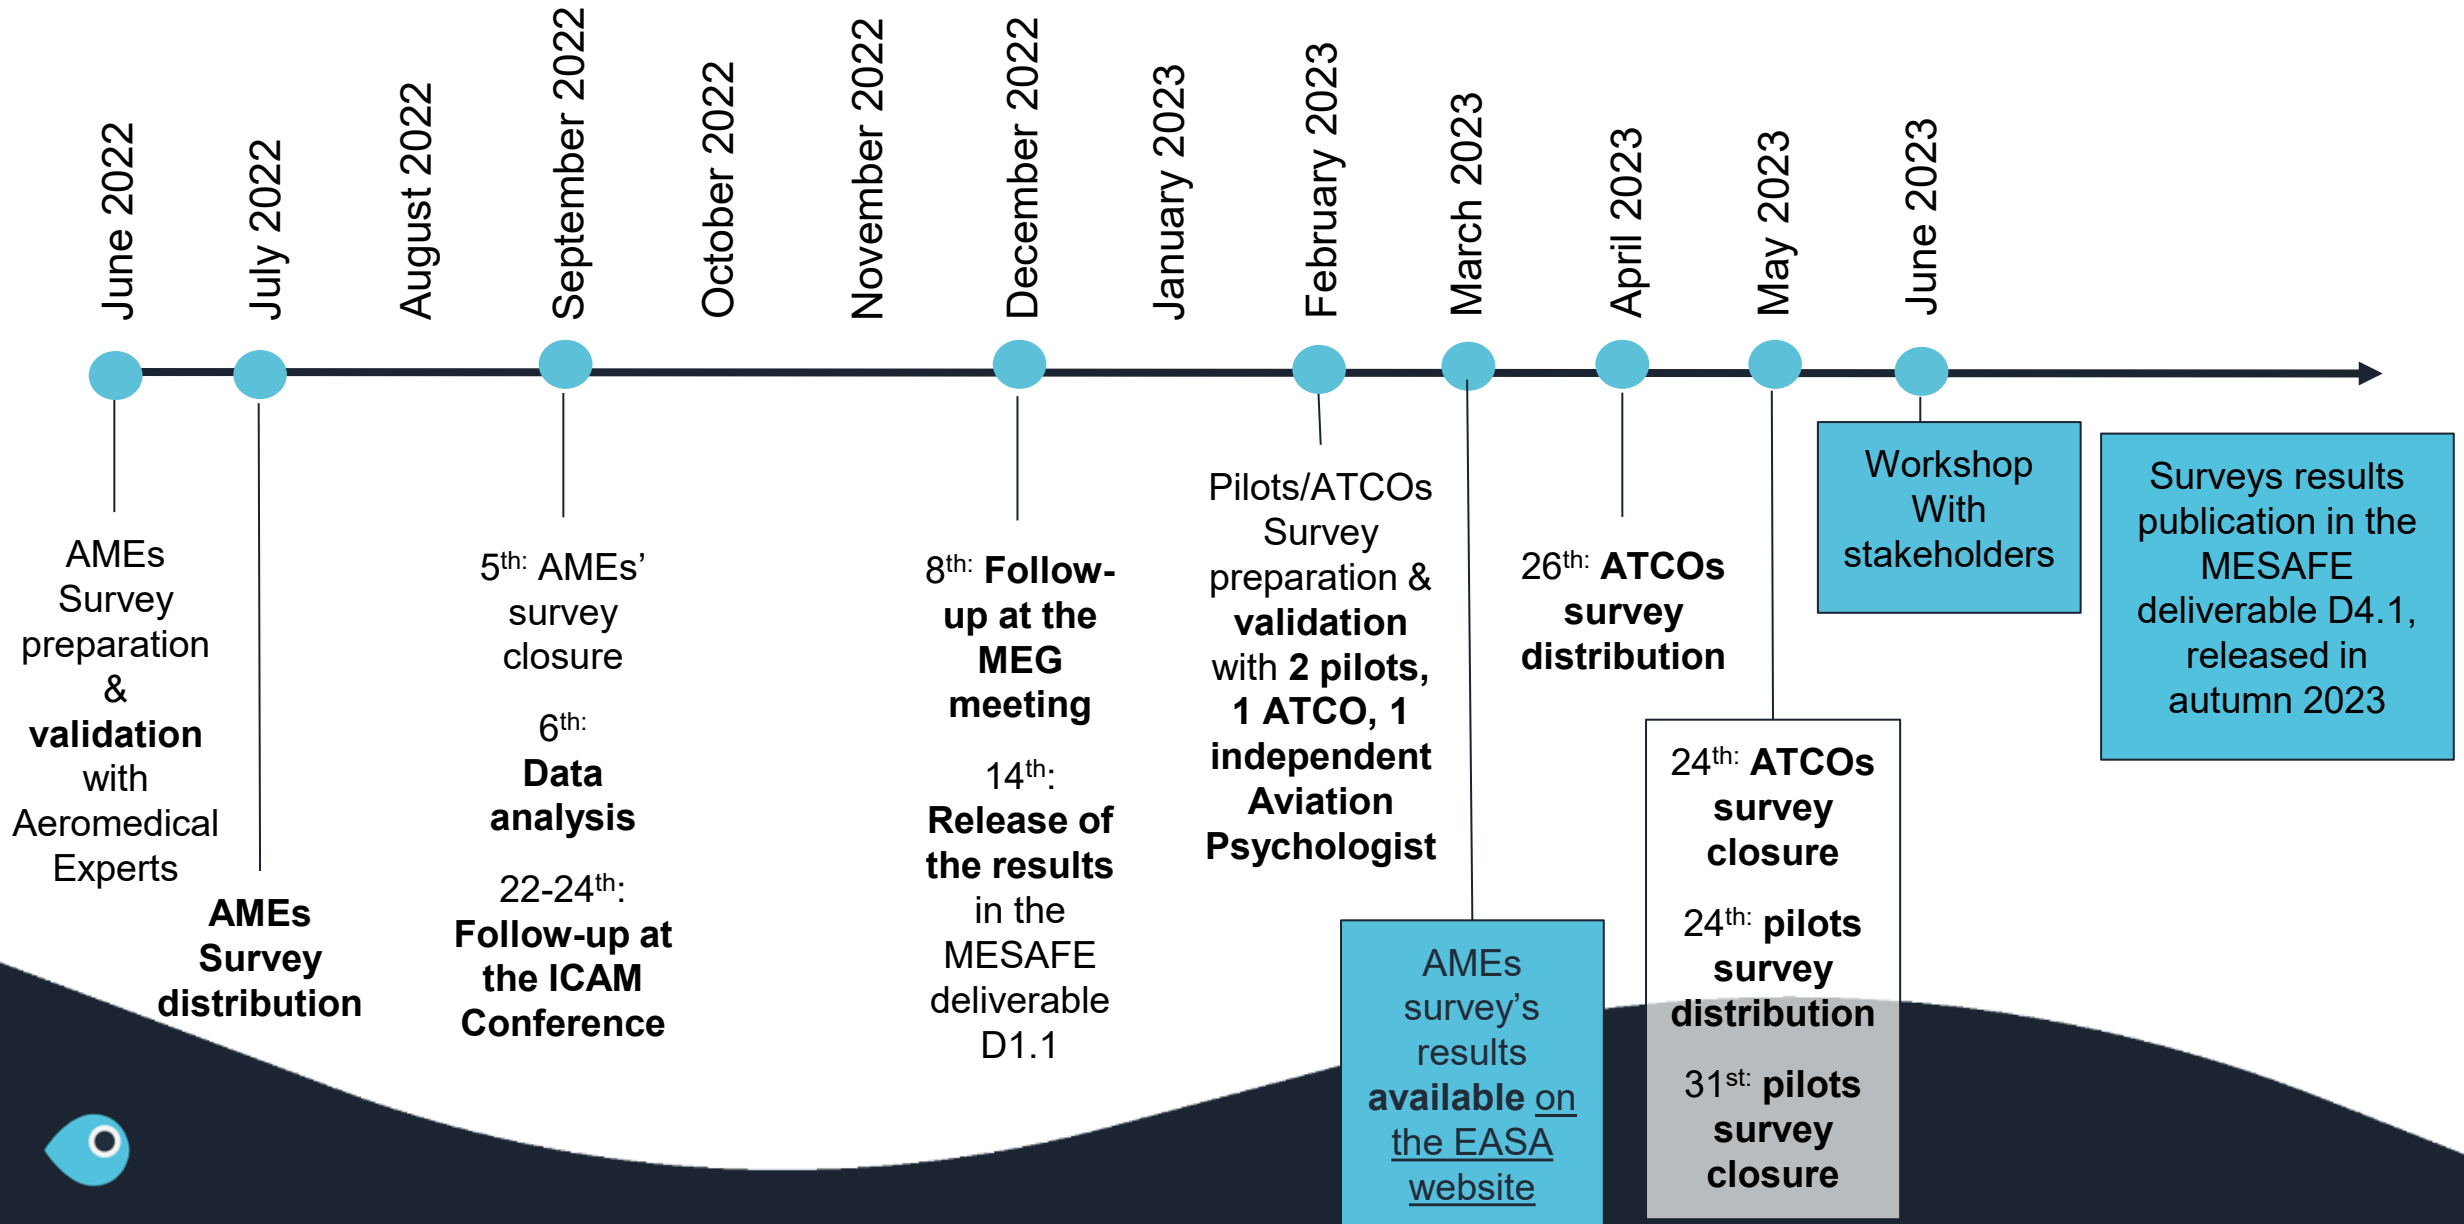 June 2022
July 2022
August 2022
September 2022
October 2022
November 2022
December 2022
January 2023
February 2023
March 2023
April 2023
May 2023
June 2023
AMEs
Survey
preparation
&
validation
with
Aeromedical
Experts
AMEs
Survey
distribution
5th: AMEs’
survey
closure
6th:
Data
analysis
22-24th:
Follow-up at
the ICAM
Conference
8th: Follow-
up at the
MEG
meeting
14th:
Release of
the results
in the
MESAFE
deliverable
D1.1
Pilots/ATCOs
Survey
preparation &
validation
with 2 pilots,
1 ATCO, 1
independent
Aviation
Psychologist
AMEs
survey’s
results
available on
the EASA
website
26th: ATCOs
survey
distribution
24th: ATCOs
survey
closure
24th: pilots
survey
distribution
31st: pilots
survey
closure
Workshop
With
stakeholders
Surveys results
publication in the
MESAFE
deliverable D4.1,
released in
autumn 2023